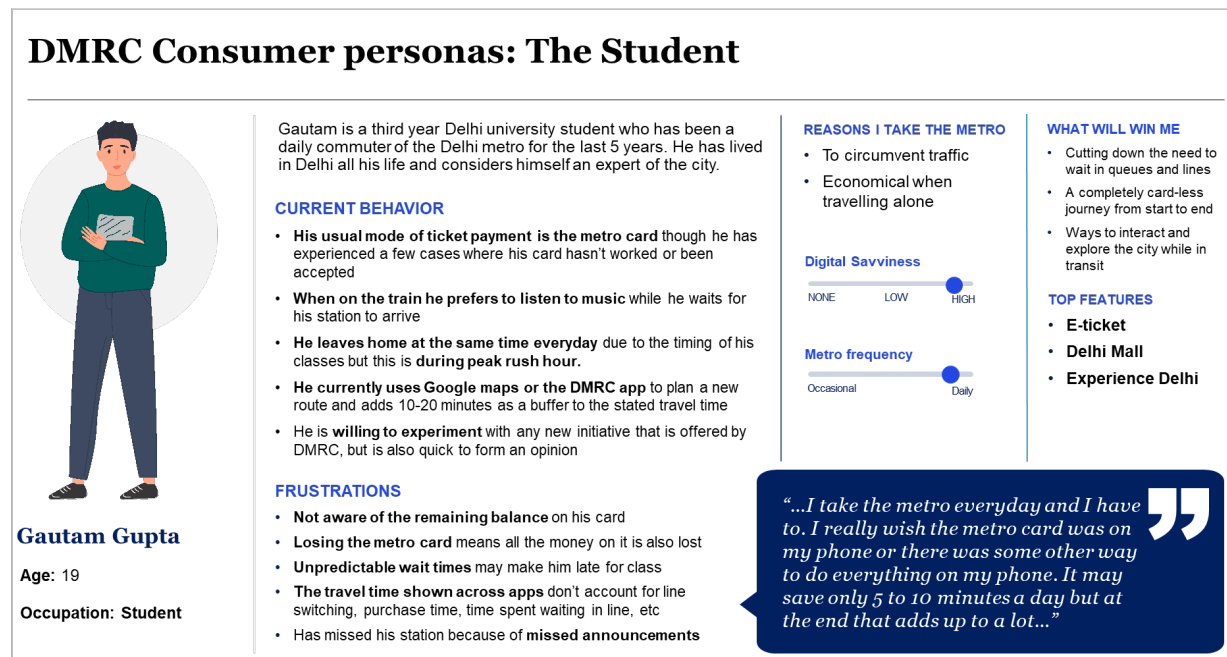 DMRC Consumer personas: The Student
Gautam Gupta
Age: 19
Occupation: Student
Gautam is a third year Delhi university student who has been a
daily commuter of the Delhi metro for the last 5 years. He has lived
in Delhi all his life and considers himself an expert of the city.
CURRENT BEHAVIOR
• His usual mode of ticket payment is the metro card though he has
experienced a few cases where his card hasn’t worked or been
accepted
• When on the train he prefers to listen to music while he waits for
his station to arrive
• He leaves home at the same time everyday due to the timing of his
classes but this is during peak rush hour.
• He currently uses Google maps or the DMRC app to plan a new
route and adds 10-20 minutes as a buffer to the stated travel time
• He is willing to experiment with any new initiative that is offered by
DMRC, but is also quick to form an opinion
FRUSTRATIONS
• Not aware of the remaining balance on his card
• Losing the metro card means all the money on it is also lost
• Unpredictable wait times may make him late for class
• The travel time shown across apps don’t account for line
switching, purchase time, time spent waiting in line, etc
• Has missed his station because of missed announcements
REASONS I TAKE THE METRO
• To circumvent traffic
• Economical when
travelling alone
Digital Savviness
NONE LOW HIGH
Metro frequency
Occasional Daily
WHAT WILL WIN ME
• Cutting down the need to
wait in queues and lines
• A completely card-less
journey from start to end
• Ways to interact and
explore the city while in
transit
TOP FEATURES
• E-ticket
• Delhi Mall
• Experience Delhi
“…I take the metro everyday and I have
to. I really wish the metro card was on
my phone or there was some other way
to do everything on my phone. It may
save only 5 to 10 minutes a day but at
the end that adds up to a lot…”